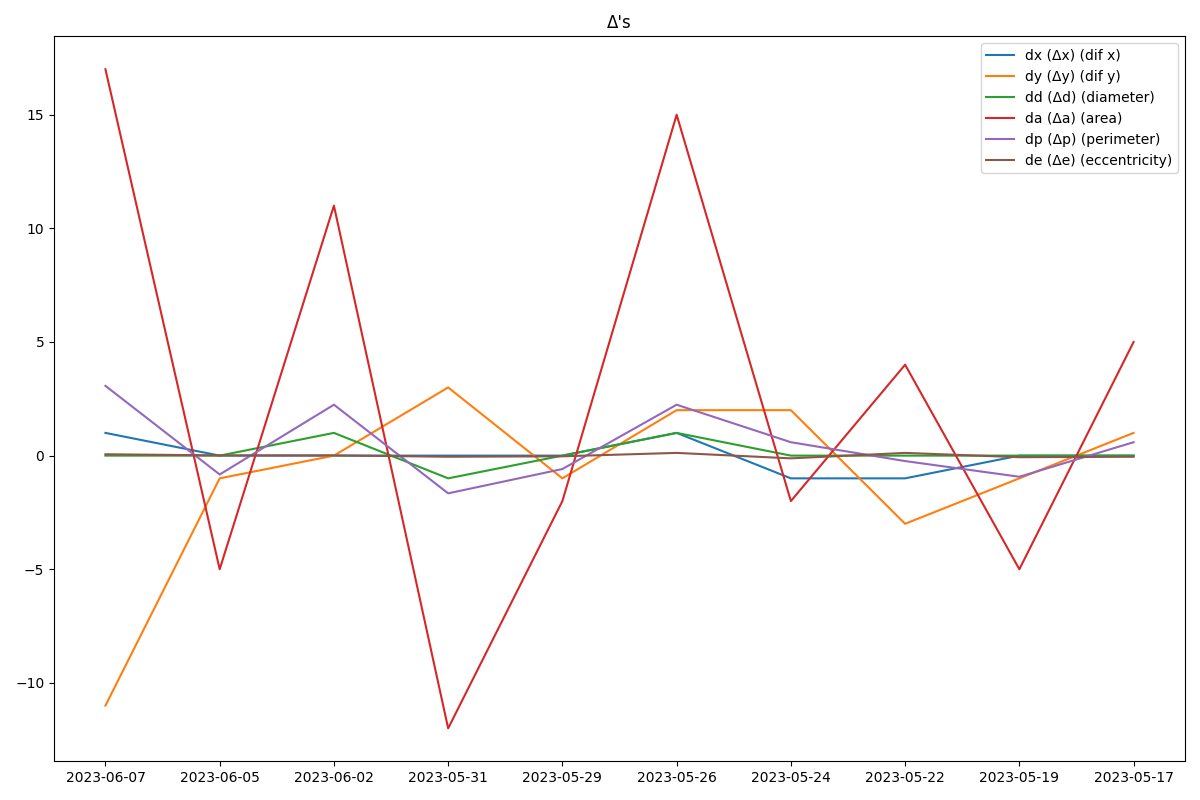 Δ's
dx (Δx) (dif x)
dy (Δy) (dif y)
dd (Δd) (diameter)
da (Δa) (area)
dp (Δp) (perimeter)
de (Δe) (eccentricity)
15
10
5
0
−5
−10
2023-06-07 2023-06-05 2023-06-02 2023-05-31 2023-05-29 2023-05-26 2023-05-24 2023-05-22 2023-05-19 2023-05-17